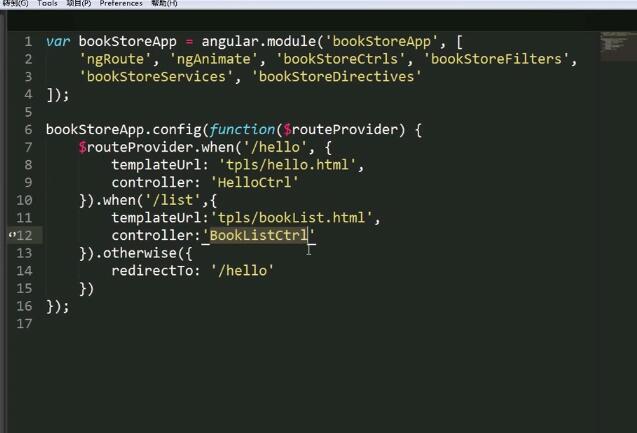 转到(G) Tools 项目(P) Preferences 帮助(H)
1 var bookStoreApp = angular.module('bookStoreApp', [
2 'ngRoute', 'ngAnimate', 'bookStoreCtrls', 'bookStoreFilters',
3 'bookStoreServices', 'bookStoreDirectives'
4 ]);
5
6 bookStoreApp.config(function($routeProvider) {
7 $routeProvider.when('/hello', {
8 templateUrl: 'tpls/hello.html',
9 controller: 'HelloCtrl'
10 }).when('/list',{
11 templateUrl:'tpls/bookList.html',
12 controller:'BookListCtrl'
13 }).otherwise({
14 redirectTo: '/hello'
15 })
16 });
17